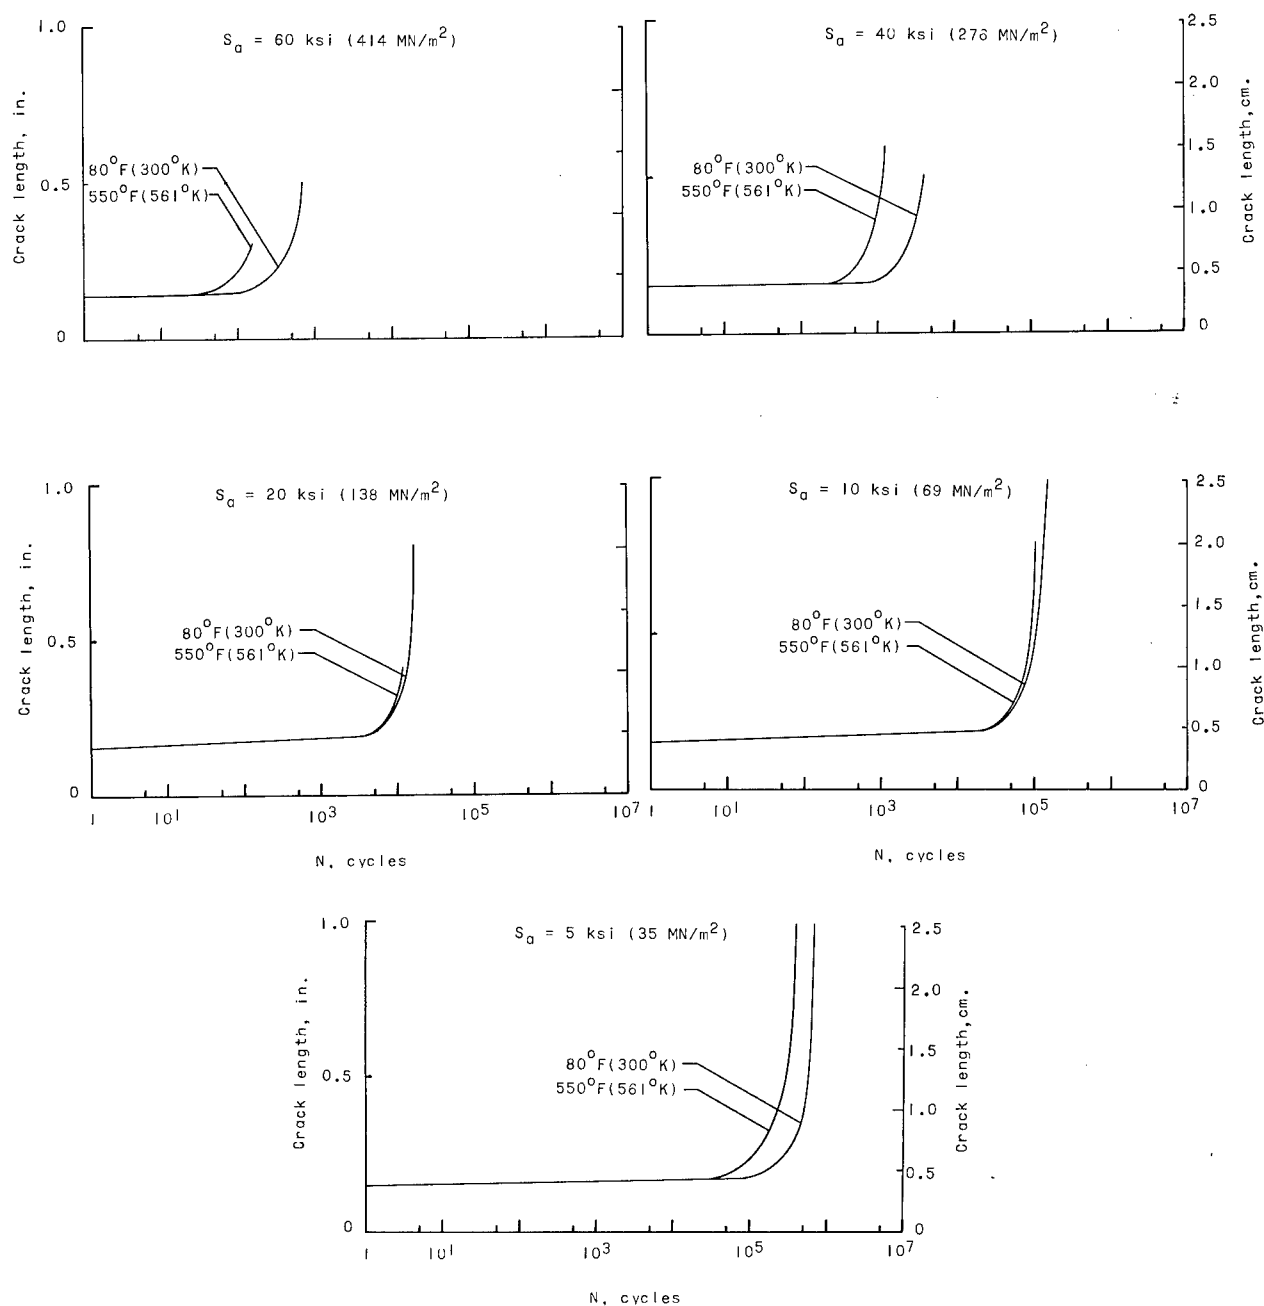 Sa = 60 ksi (414 MN/m2)
1.0
0.5
0
Crack length, in.
80°F(300°K)
550°F(561°K)
Sa = 40 ksi (276 MN/m2)
2.5
2.0
1.5
1.0
0.5
0
Crack length,cm.
80°F(300°K)
550°F(561°K)
Sa = 20 ksi (138 MN/m2)
1.0
0.5
0
Crack length, in.
80°F(300°K)
550°F(561°K)
1 101 103 105 107
N, cycles
Sa = 10 ksi (69 MN/m2)
2.5
2.0
1.5
1.0
0.5
0
Crack length,cm.
80°F(300°K)
550°F(561°K)
1 101 103 105 107
N, cycles
Sa = 5 ksi (35 MN/m2)
1.0
0.5
0
Crack length, in.
80°F(300°K)
550°F(561°K)
2.5
2.0
1.5
1.0
0.5
0
Crack length,cm.
1 101 103 105 107
N, cycles